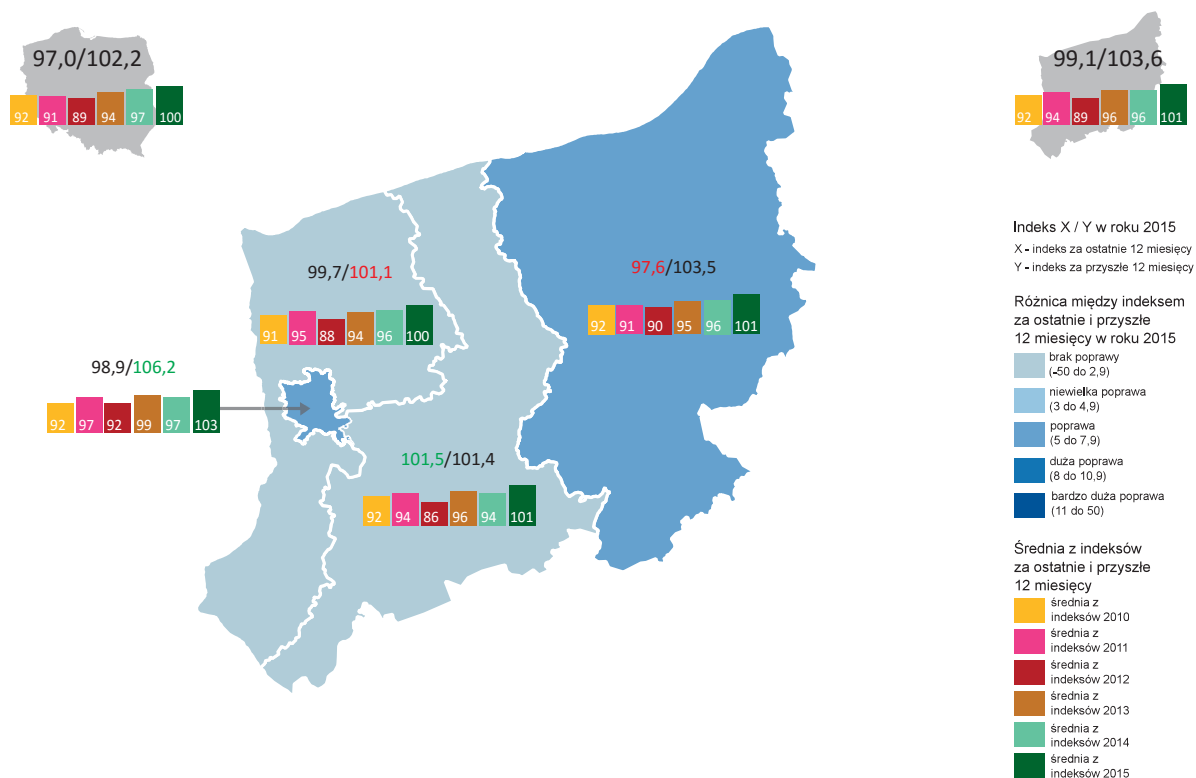 97,0/102,2
92 91 89 94 97 100
99,1/103,6
92 94 89 96 96 101
99,7/101,1
91 95 88 94 96 100
97,6/103,5
92 91 90 95 96 101
98,9/106,2
92 97 92 99 97 103
101,5/101,4
92 94 86 96 94 101
Indeks X / Y w roku 2015
X - indeks za ostatnie 12 miesięcy
Y - indeks za przyszłe 12 miesięcy
Różnica między indeksem
za ostatnie i przyszłe
12 miesięcy w roku 2015
brak poprawy
(-50 do 2,9)
niewielka poprawa
(3 do 4,9)
poprawa
(5 do 7,9)
duża poprawa
(8 do 10,9)
bardzo duża poprawa
(11 do 50)
Średnia z indeksów
za ostatnie i przyszłe
12 miesięcy
średnia z
indeksów 2010
średnia z
indeksów 2011
średnia z
indeksów 2012
średnia z
indeksów 2013
średnia z
indeksów 2014
średnia z
indeksów 2015